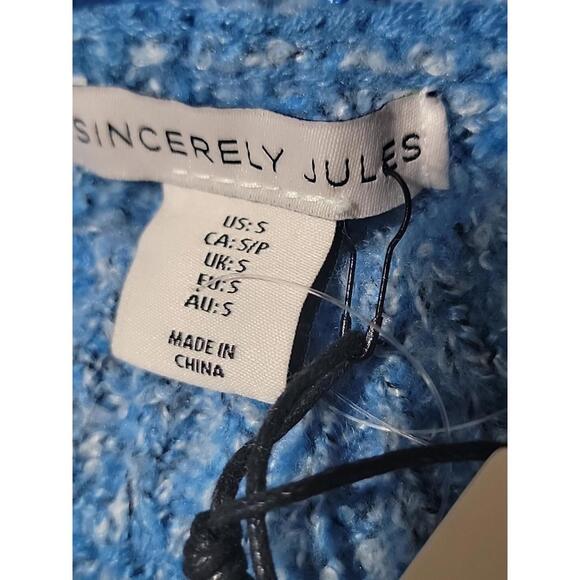 SINCERELY JULES
US: S
CA: S/P
UK: S
EU: S
AU: S
MADE IN
CHINA